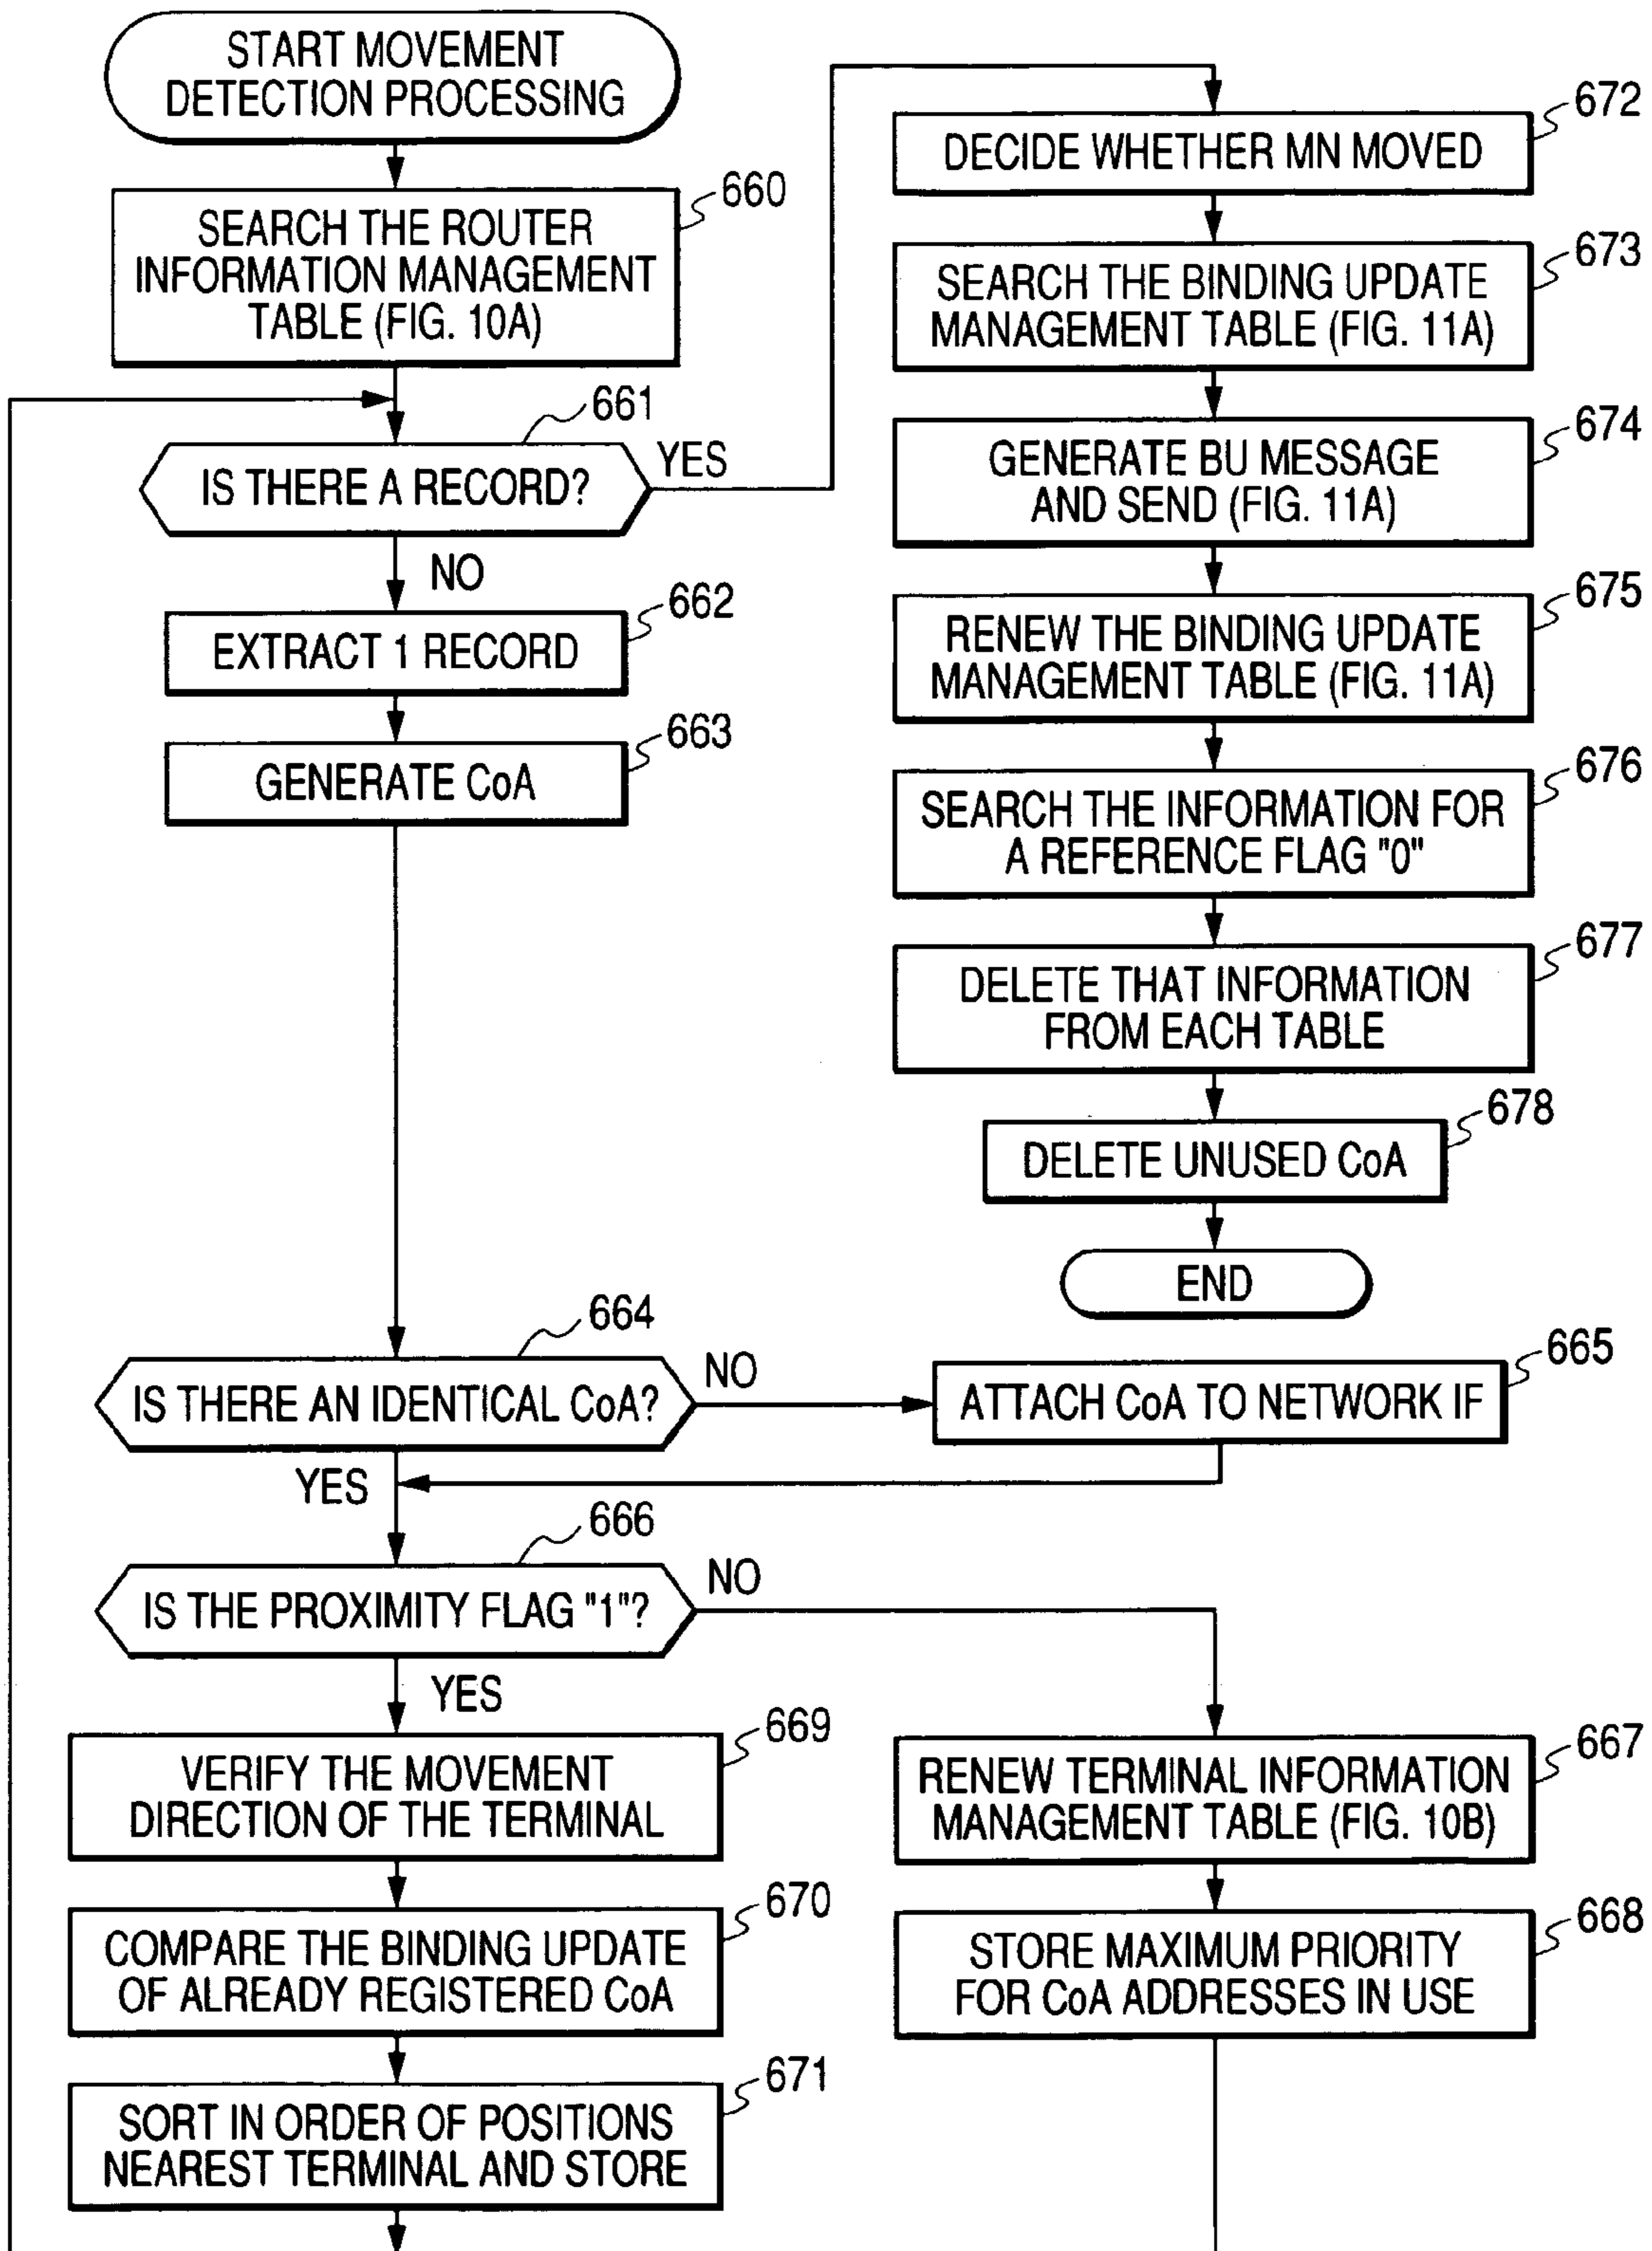 START MOVEMENT
DETECTION PROCESSING
660
SEARCH THE ROUTER
INFORMATION MANAGEMENT
TABLE (FIG. 10A)
661
IS THERE A RECORD?
YES
NO
662
EXTRACT 1 RECORD
663
GENERATE CoA
672
DECIDE WHETHER MN MOVED
673
SEARCH THE BINDING UPDATE
MANAGEMENT TABLE (FIG. 11A)
674
GENERATE BU MESSAGE
AND SEND (FIG. 11A)
675
RENEW THE BINDING UPDATE
MANAGEMENT TABLE (FIG. 11A)
676
SEARCH THE INFORMATION FOR
A REFERENCE FLAG "0"
677
DELETE THAT INFORMATION
FROM EACH TABLE
678
DELETE UNUSED CoA
END
664
IS THERE AN IDENTICAL CoA?
NO
665
ATTACH CoA TO NETWORK IF
YES
666
IS THE PROXIMITY FLAG "1"?
NO
YES
669
VERIFY THE MOVEMENT
DIRECTION OF THE TERMINAL
670
COMPARE THE BINDING UPDATE
OF ALREADY REGISTERED CoA
671
SORT IN ORDER OF POSITIONS
NEAREST TERMINAL AND STORE
667
RENEW TERMINAL INFORMATION
MANAGEMENT TABLE (FIG. 10B)
668
STORE MAXIMUM PRIORITY
FOR CoA ADDRESSES IN USE